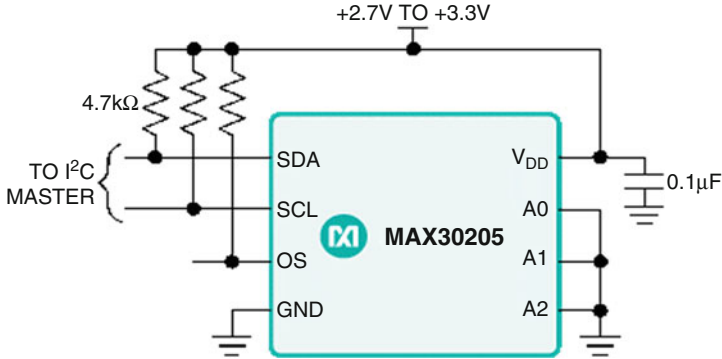 +2.7V TO +3.3V
4.7kΩ
TO I²C
MASTER
SDA
SCL
OS
GND
MAX30205
V_DD
A0
A1
A2
0.1µF